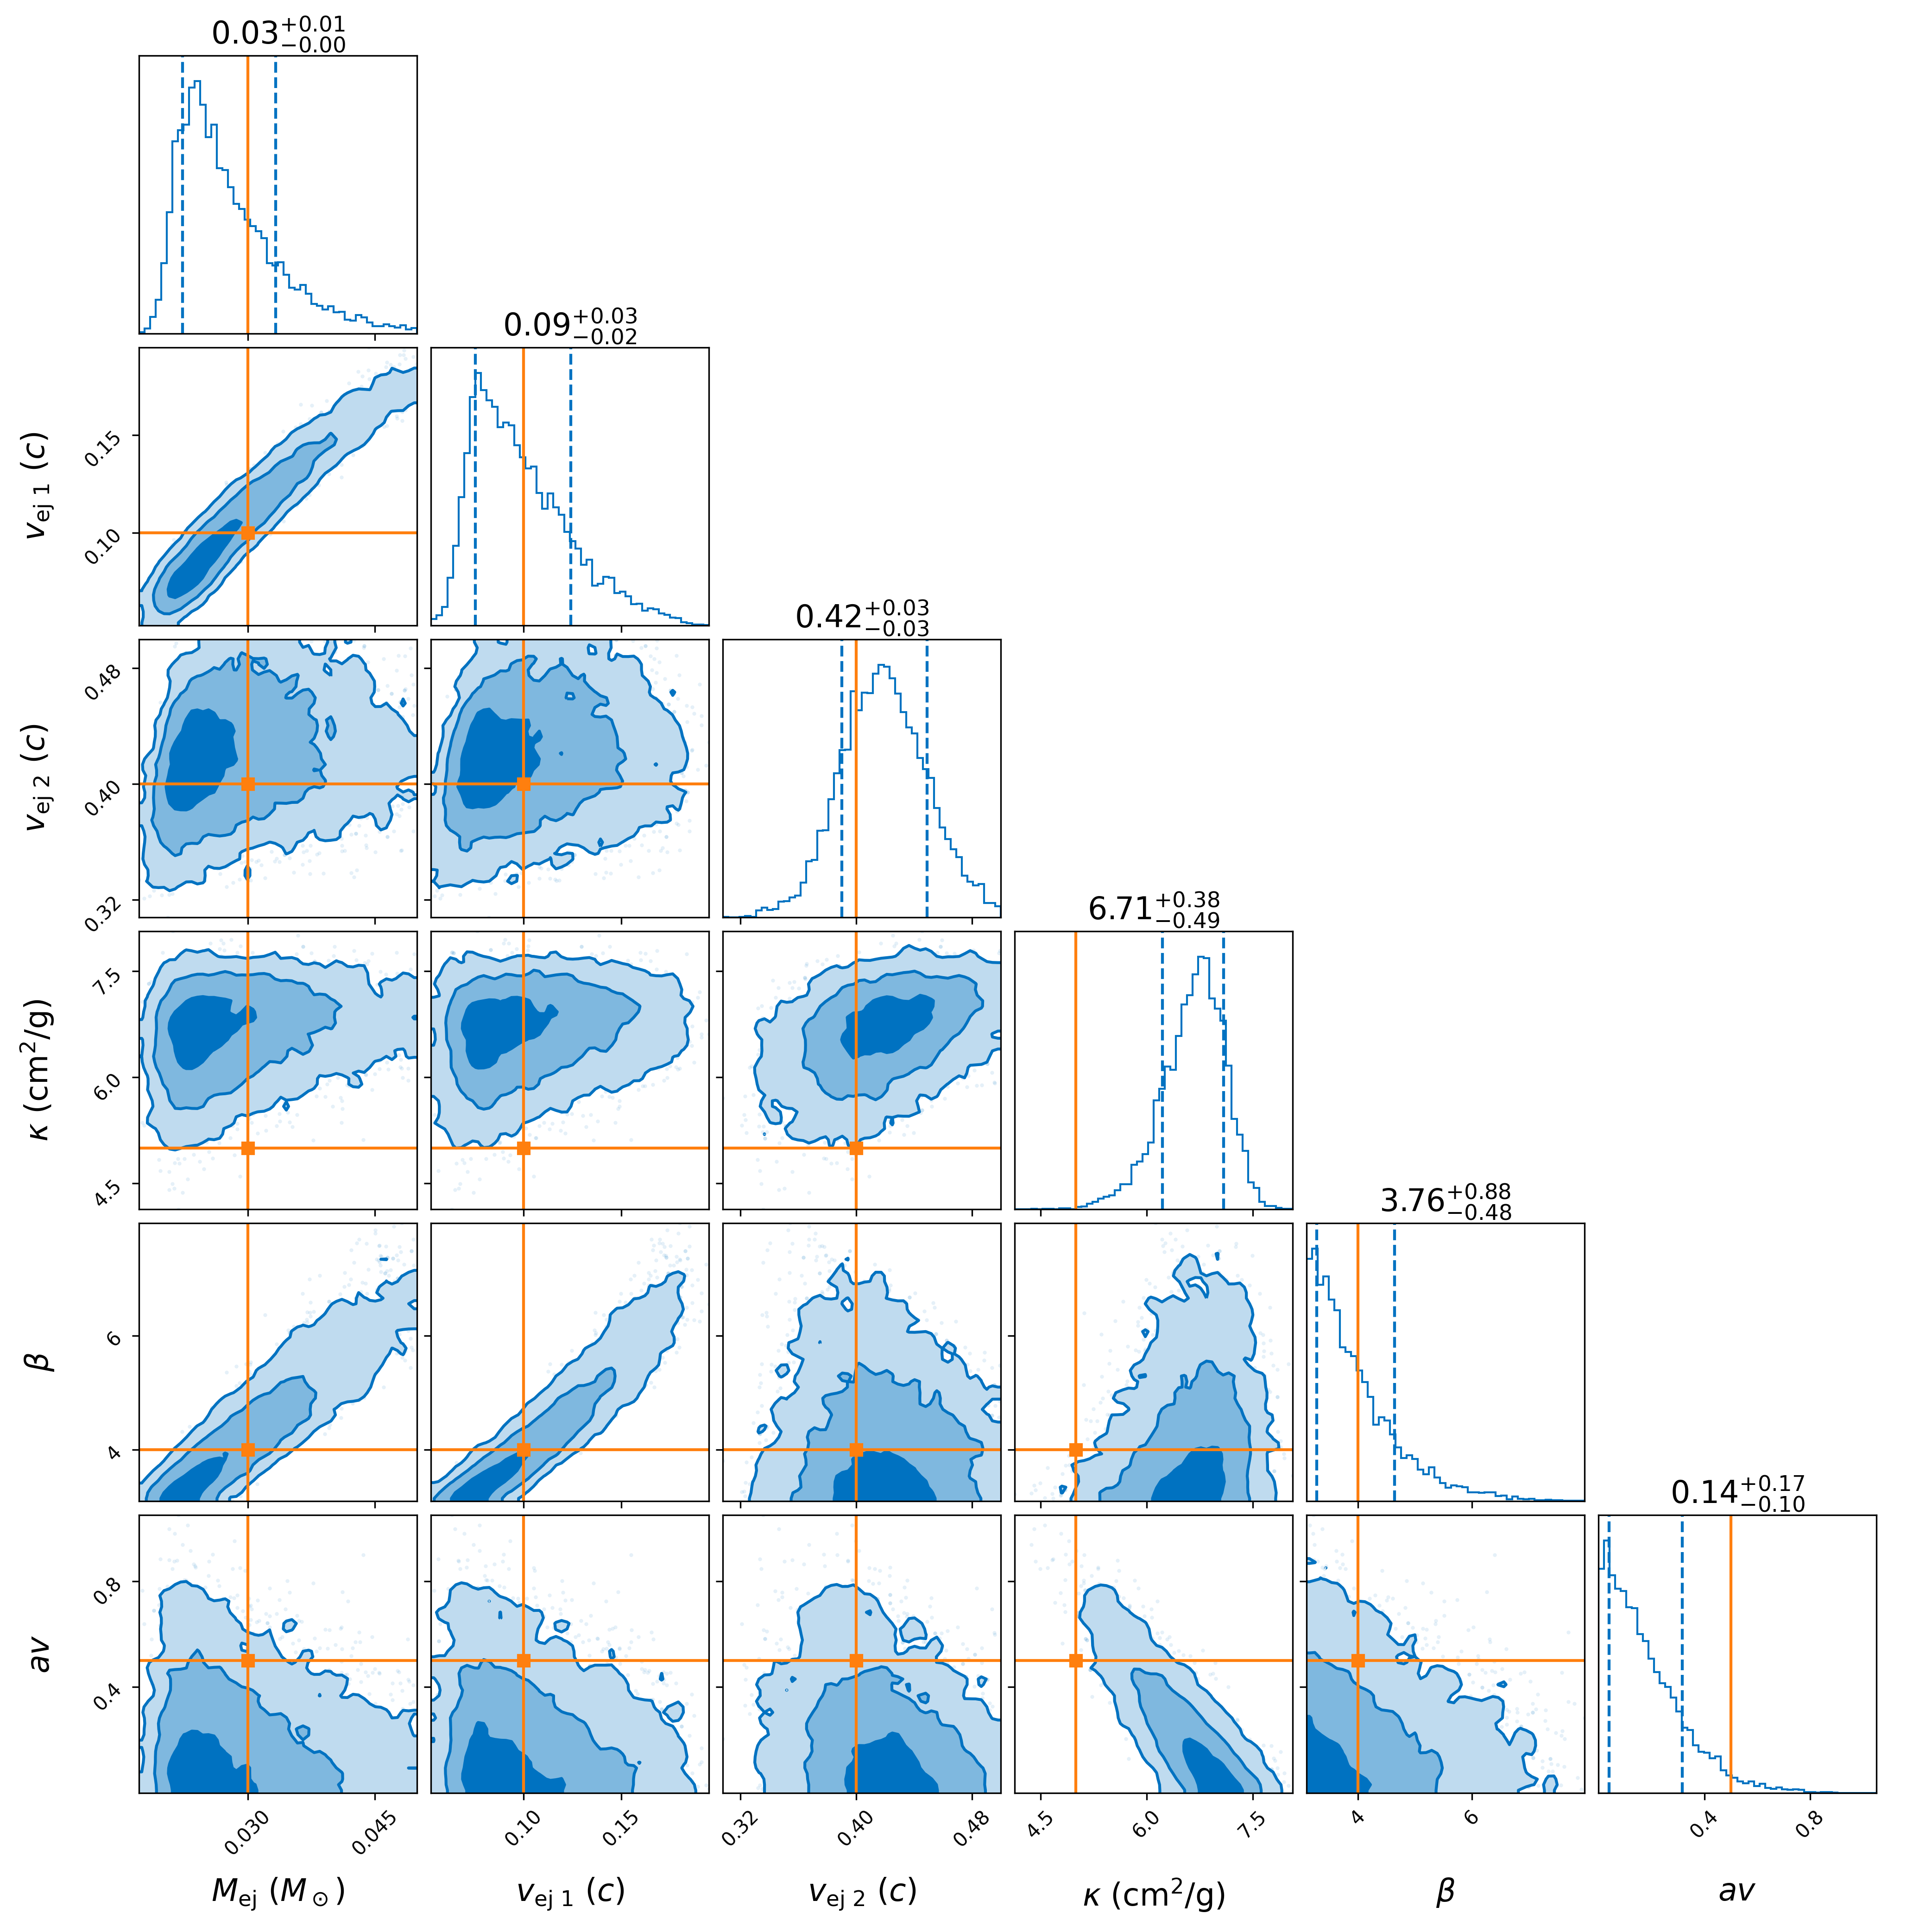 0.03+0.01−0.00
0.09+0.03−0.02
0.15
0.10
vej 1 (c)
0.42+0.03−0.03
0.48
0.40
0.32
vej 2 (c)
6.71+0.38−0.49
7.5
6.0
4.5
κ (cm²/g)
3.76+0.88−0.48
6
4
β
0.14+0.17−0.10
0.8
0.4
av
0.030 0.045 0.10 0.15 0.32 0.40 0.48 4.5 6.0 7.5 4 6 0.4 0.8
Mej (M⊙) vej 1 (c) vej 2 (c) κ (cm²/g) β av